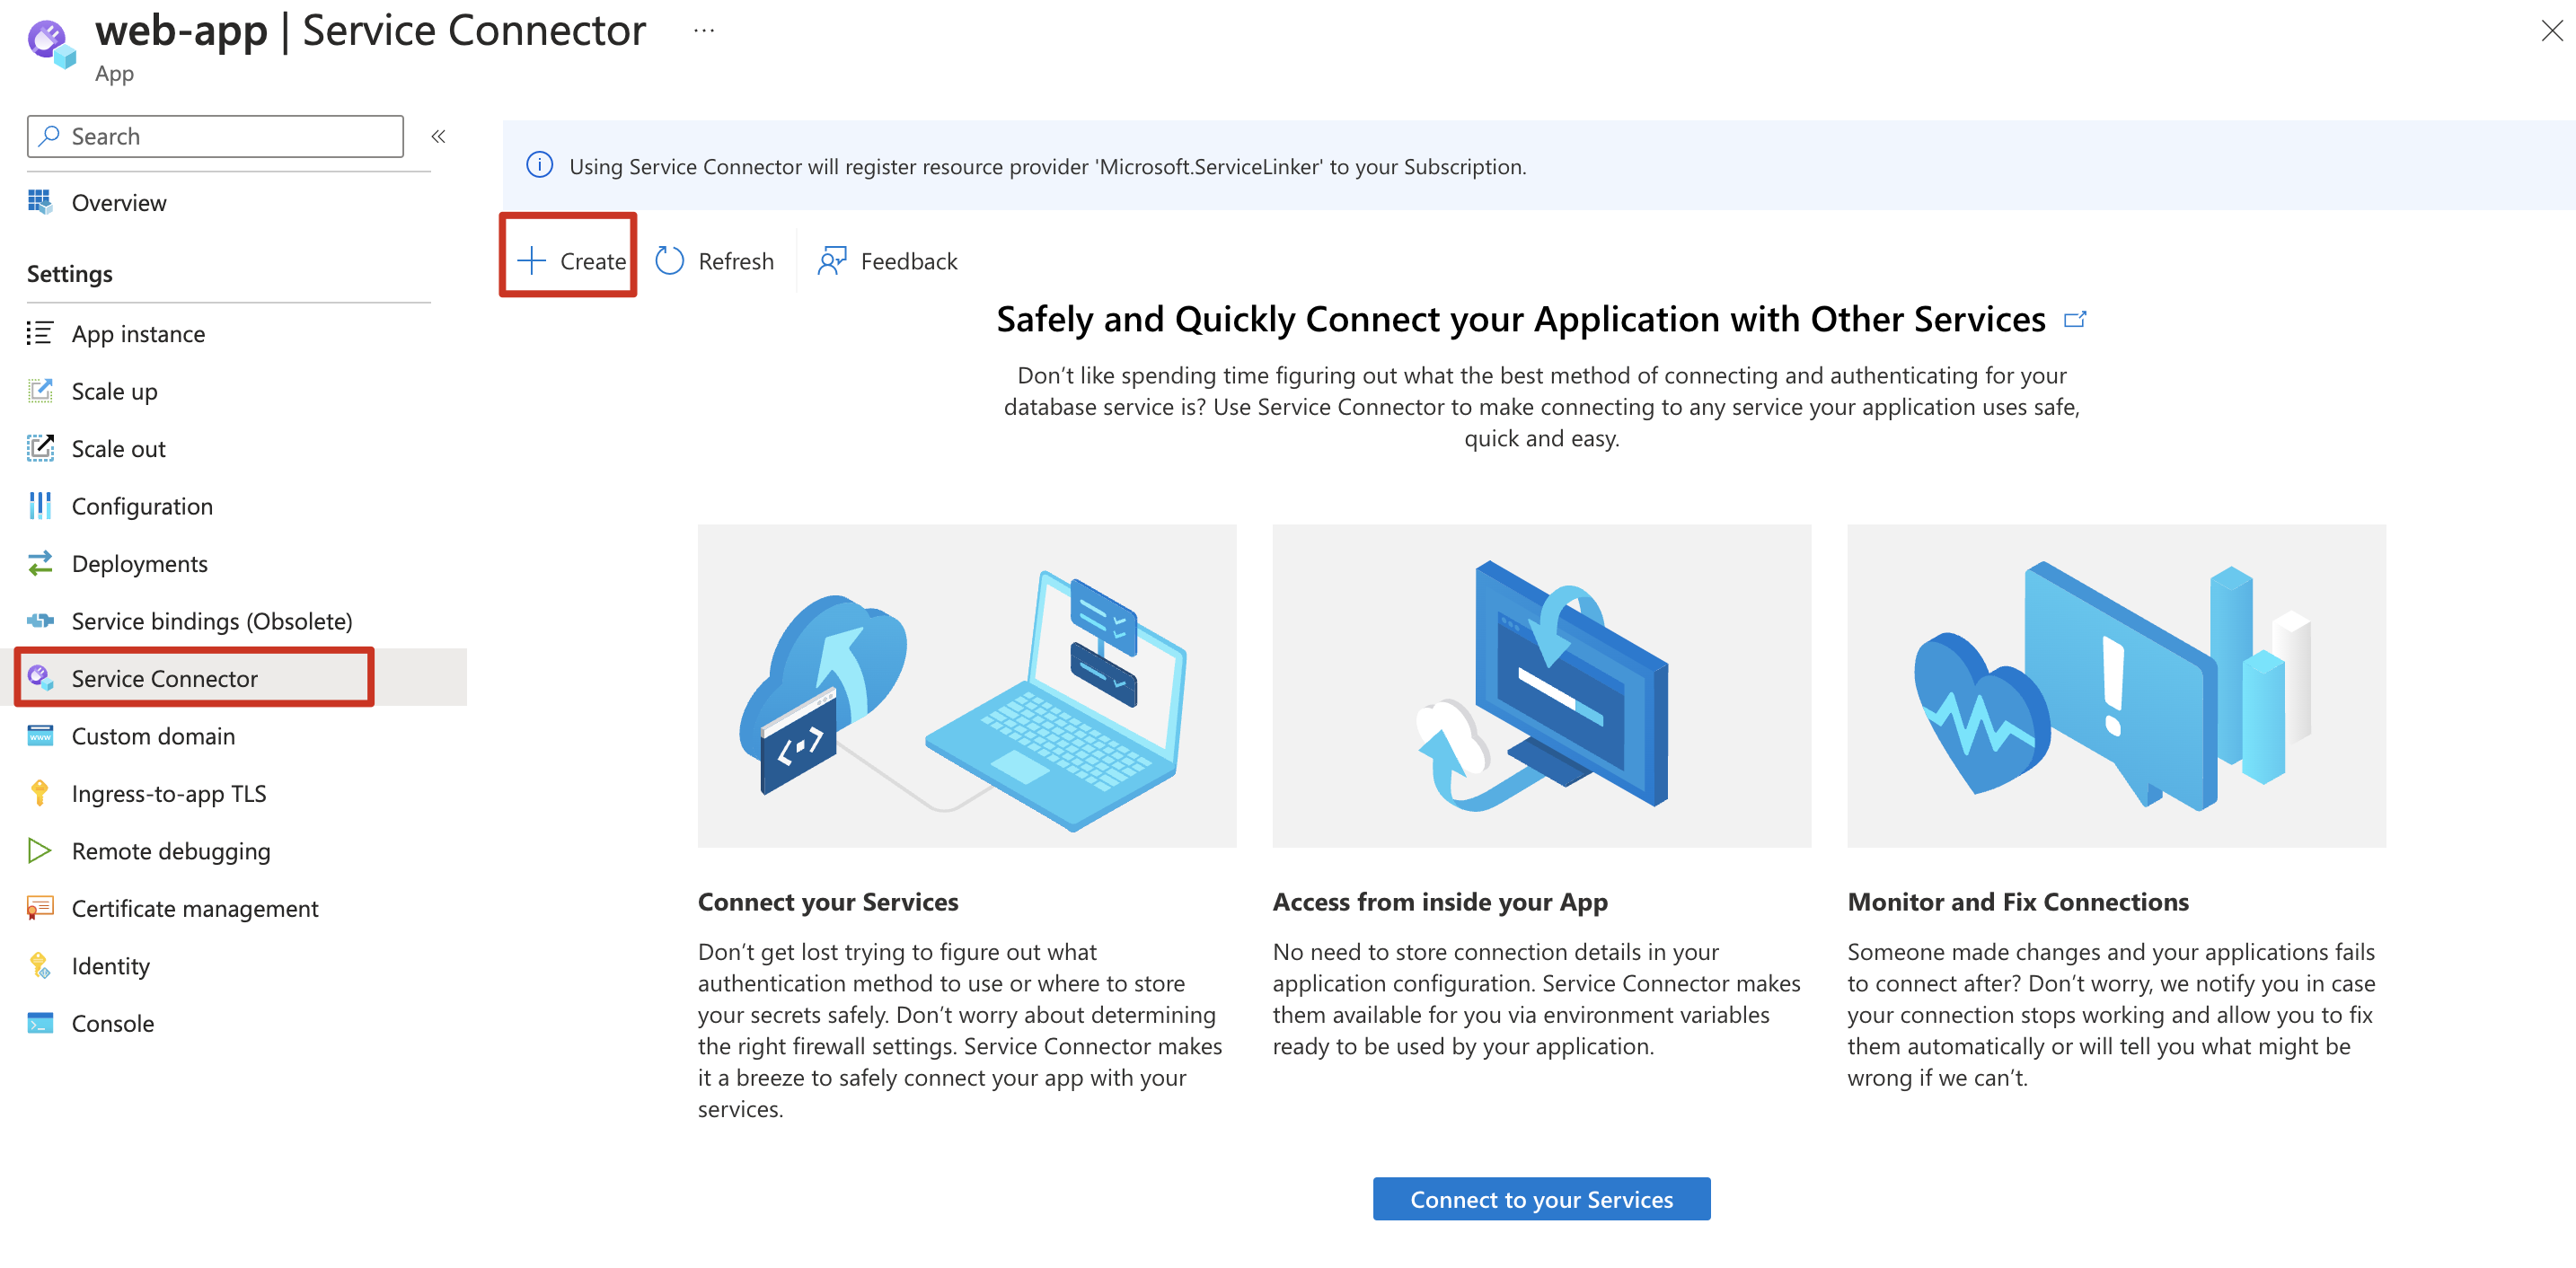 web-app | Service Connector ...
App
Search «
Overview
Settings
App instance
Scale up
Scale out
Configuration
Deployments
Service bindings (Obsolete)
Service Connector
Custom domain
Ingress-to-app TLS
Remote debugging
Certificate management
Identity
Console
Using Service Connector will register resource provider 'Microsoft.ServiceLinker' to your Subscription.
Create Refresh Feedback
Safely and Quickly Connect your Application with Other Services
Don’t like spending time figuring out what the best method of connecting and authenticating for your
database service is? Use Service Connector to make connecting to any service your application uses safe,
quick and easy.
Connect your Services
Don’t get lost trying to figure out what
authentication method to use or where to store
your secrets safely. Don’t worry about determining
the right firewall settings. Service Connector makes
it a breeze to safely connect your app with your
services.
Access from inside your App
No need to store connection details in your
application configuration. Service Connector makes
them available for you via environment variables
ready to be used by your application.
Monitor and Fix Connections
Someone made changes and your applications fails
to connect after? Don’t worry, we notify you in case
your connection stops working and allow you to fix
them automatically or will tell you what might be
wrong if we can’t.
Connect to your Services